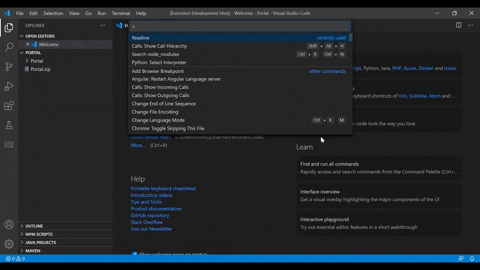 File Edit Selection View Go Run Terminal Help
[Extension Development Host] - Welcome - Portal - Visual Studio Code
EXPLORER
OPEN EDITORS
Welcome
PORTAL
Portal
Portal.zip
>
Readme recently used
Calls: Show Call Hierarchy Shift + Alt + H
Search node_modules Ctrl + K Ctrl + N
Python: Select Interpreter
Add Browser Breakpoint other commands
Angular: Restart Angular Language server
Calls: Show Incoming Calls
Calls: Show Outgoing Calls
Change End of Line Sequence
Change File Encoding
Change Language Mode Ctrl + K M
Chrome: Toggle Skipping This File
Python, Java, PHP, Azure, Docker and more
keyboard shortcuts of Vim, Sublime, Atom and
code look the way you love
More... (Ctrl+R)
Help
Printable keyboard cheatsheet
Introductory videos
Tips and Tricks
Product documentation
GitHub repository
Stack Overflow
Join our Newsletter
Learn
Find and run all commands
Rapidly access and search commands from the Command Palette (Ctrl+...
Interface overview
Get a visual overlay highlighting the major components of the UI
Interactive playground
Try out essential editor features in a short walkthrough
OUTLINE
NPM SCRIPTS
JAVA PROJECTS
MAVEN